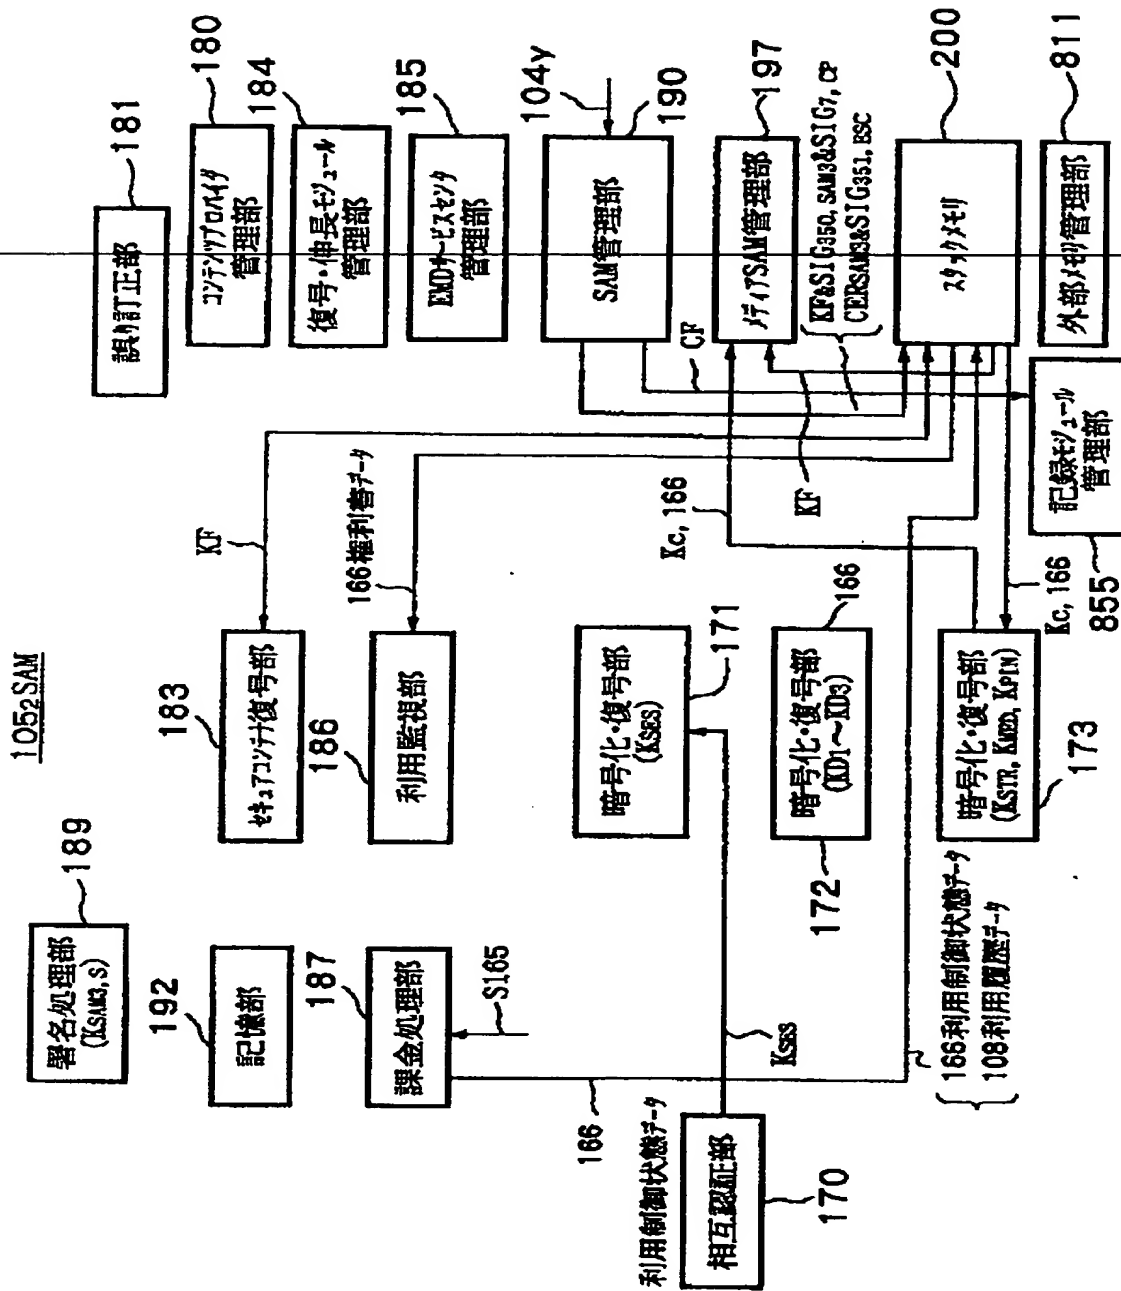 105₂SAM
署名処理部
(KSAM3,S)
189
誤り訂正部
181
記憶部
192
セキュアコンテナ復号部
183
コンテンツプロバイダ
管理部
180
課金処理部
187
S165
利用監視部
186
復号・伸長モジュール
管理部
184
KF
166権利書データ
EMDサービスセンタ
管理部
185
166
利用制御状態データ
暗号化・復号部
(KSES)
171
SAM管理部
104y
190
相互認証部
170
KSES
暗号化・復号部
(KD1～KD3)
172
166
Kc, 166
CF
KF
メディアSAM管理部
197
KF&SIG350, SAM3&SIG7, CP
CERSAM3&SIG351, ESC
166利用制御状態データ
108利用履歴データ
暗号化・復号部
(KSTR, KMED, KPIN)
173
Kc, 166
スタックメモリ
200
記録モジュール
管理部
855
外部メモリ管理部
811